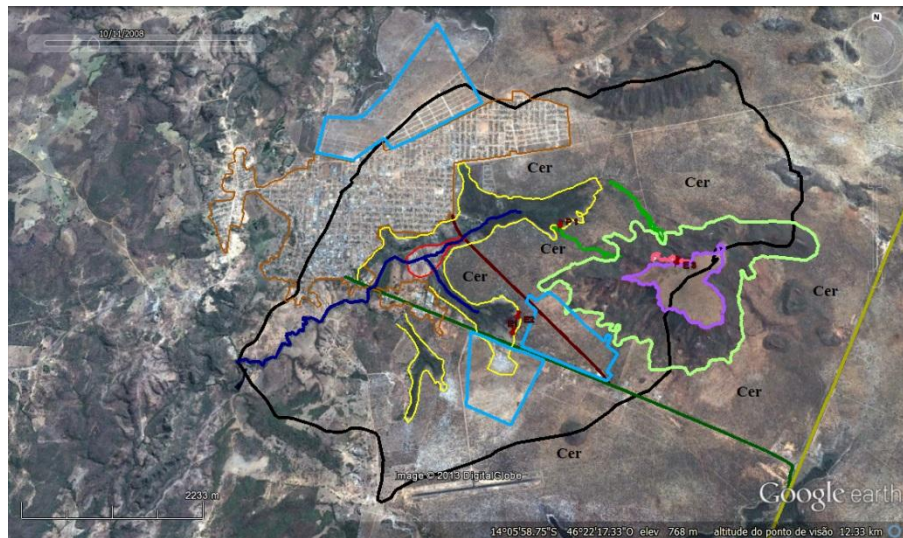 10/11/2008
N
Cer
Cer
Cer
Cer
Cer
Cer
Cer
Image © 2013 DigitalGlobe
2233 m
Google earth
14°05'58.75"S 46°22'17.33"O elev 768 m altitude do ponto de visão 12.33 km